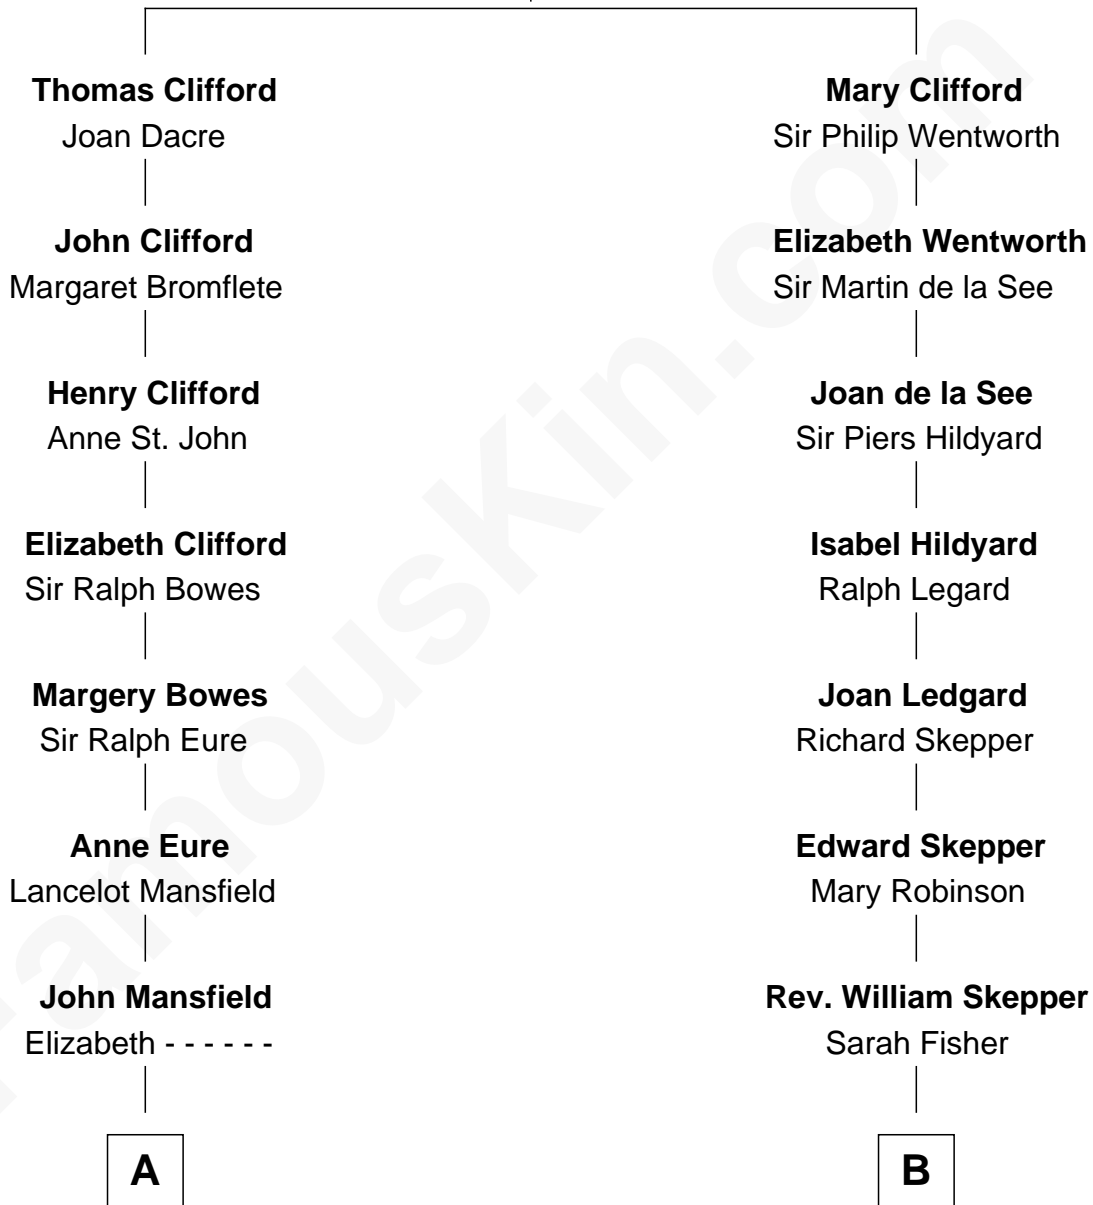 Thomas Clifford
Joan Dacre
John Clifford
Margaret Bromflete
Henry Clifford
Anne St. John
Elizabeth Clifford
Sir Ralph Bowes
Margery Bowes
Sir Ralph Eure
Anne Eure
Lancelot Mansfield
John Mansfield
Elizabeth - - - - - -
A
Mary Clifford
Sir Philip Wentworth
Elizabeth Wentworth
Sir Martin de la See
Joan de la See
Sir Piers Hildyard
Isabel Hildyard
Ralph Legard
Joan Ledgard
Richard Skepper
Edward Skepper
Mary Robinson
Rev. William Skepper
Sarah Fisher
B
FamousKin.com